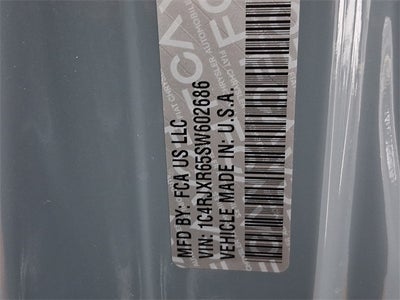 MFD BY: FCA US LLC
VIN: 1C4RJXR65SW602686
VEHICLE MADE IN: U.S.A.